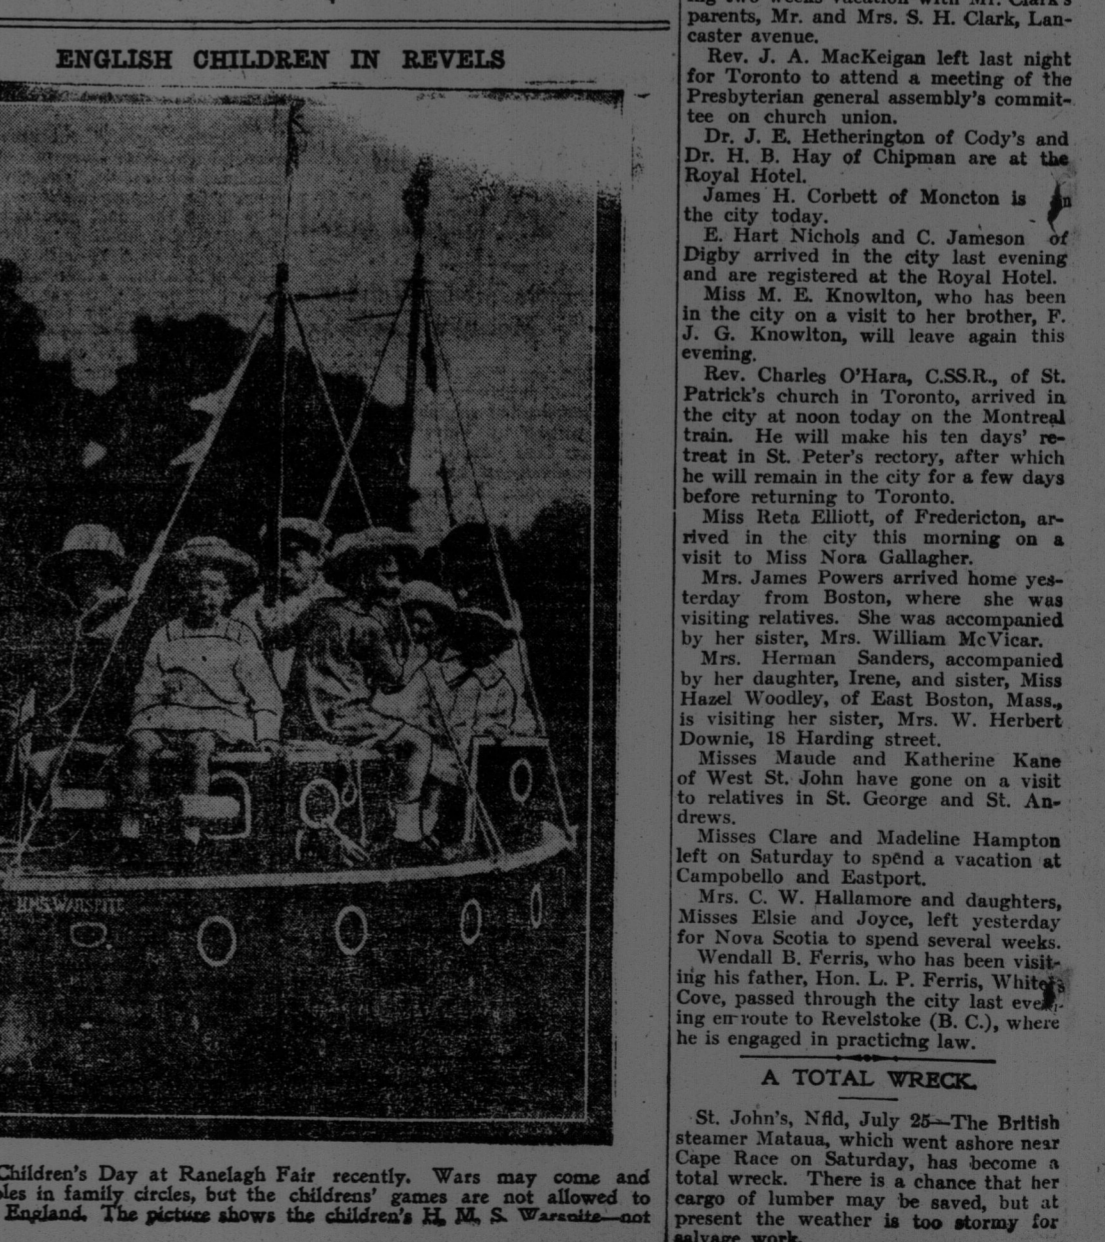 ENGLISH CHILDREN IN REVELS
H.M.S. WARSPITE
Children's Day at Ranelagh Fair recently. Wars may come and
in family circles, but the childrens' games are not allowed to
England. The picture shows the children's H. M. S. Warspite—not
ing two weeks vacation with Mr. Clark's
parents, Mr. and Mrs. S. H. Clark, Lan-
caster avenue.
Rev. J. A. MacKeigan left last night
for Toronto to attend a meeting of the
Presbyterian general assembly's commit-
tee on church union.
Dr. J. E. Hetherington of Cody's and
Dr. H. B. Hay of Chipman are at the
Royal Hotel.
James H. Corbett of Moncton is in
the city today.
E. Hart Nichols and C. Jameson of
Digby arrived in the city last evening
and are registered at the Royal Hotel.
Miss M. E. Knowlton, who has been
in the city on a visit to her brother, F.
J. G. Knowlton, will leave again this
evening.
Rev. Charles O'Hara, C.SS.R., of St.
Patrick's church in Toronto, arrived in
the city at noon today on the Montreal
train. He will make his ten days' re-
treat in St. Peter's rectory, after which
he will remain in the city for a few days
before returning to Toronto.
Miss Reta Elliott, of Fredericton, ar-
rived in the city this morning on a
visit to Miss Nora Gallagher.
Mrs. James Powers arrived home yes-
terday from Boston, where she was
visiting relatives. She was accompanied
by her sister, Mrs. William McVicar.
Mrs. Herman Sanders, accompanied
by her daughter, Irene, and sister, Miss
Hazel Woodley, of East Boston, Mass.,
is visiting her sister, Mrs. W. Herbert
Downie, 18 Harding street.
Misses Maude and Katherine Kane
of West St. John have gone on a visit
to relatives in St. George and St. An-
drews.
Misses Clare and Madeline Hampton
left on Saturday to spend a vacation at
Campobello and Eastport.
Mrs. C. W. Hallamore and daughters,
Misses Elsie and Joyce, left yesterday
for Nova Scotia to spend several weeks.
Wendall B. Ferris, who has been visit-
ing his father, Hon. L. P. Ferris, White's
Cove, passed through the city last even-
ing en route to Revelstoke (B. C.), where
he is engaged in practicing law.
A TOTAL WRECK.
St. John's, Nfld, July 25—The British
steamer Mataua, which went ashore near
Cape Race on Saturday, has become a
total wreck. There is a chance that her
cargo of lumber may be saved, but at
present the weather is too stormy for
salvage work.